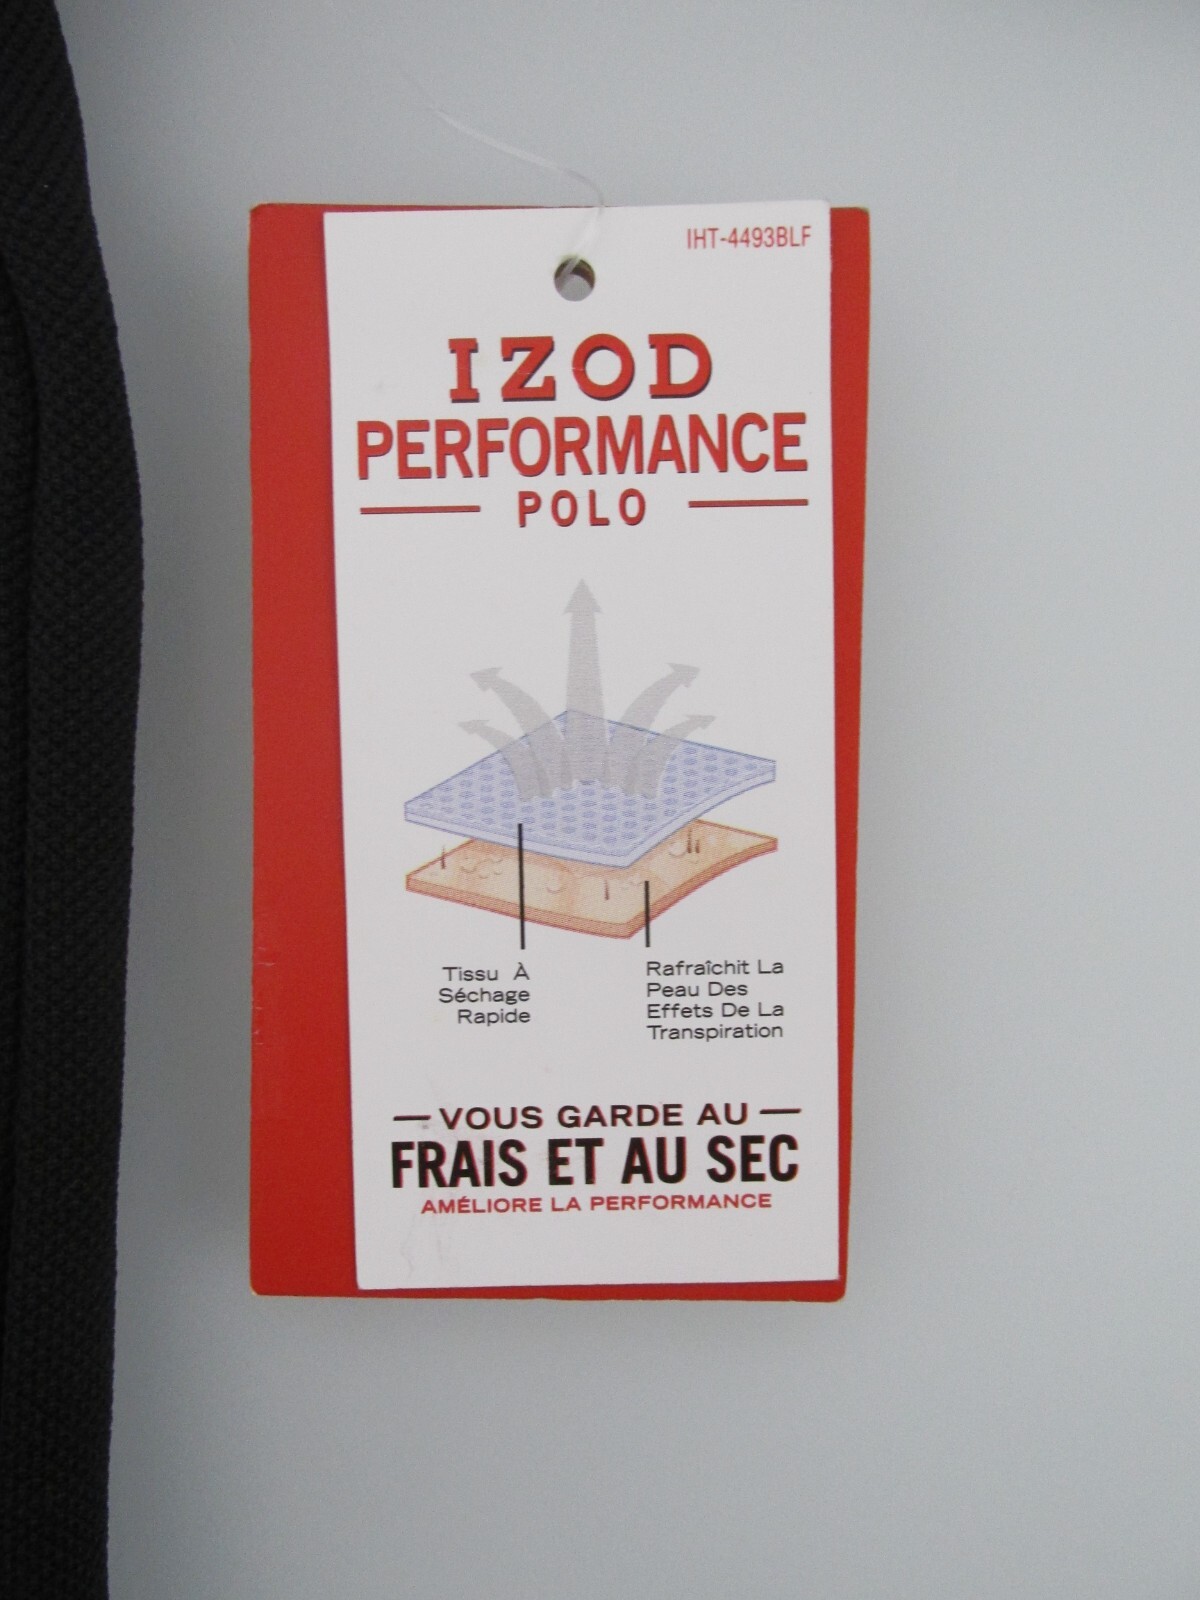 IHT-4493BLF
IZOD
PERFORMANCE
POLO
Tissu À
Séchage
Rapide
Rafraîchit La
Peau Des
Effets De La
Transpiration
VOUS GARDE AU
FRAIS ET AU SEC
AMÉLIORE LA PERFORMANCE